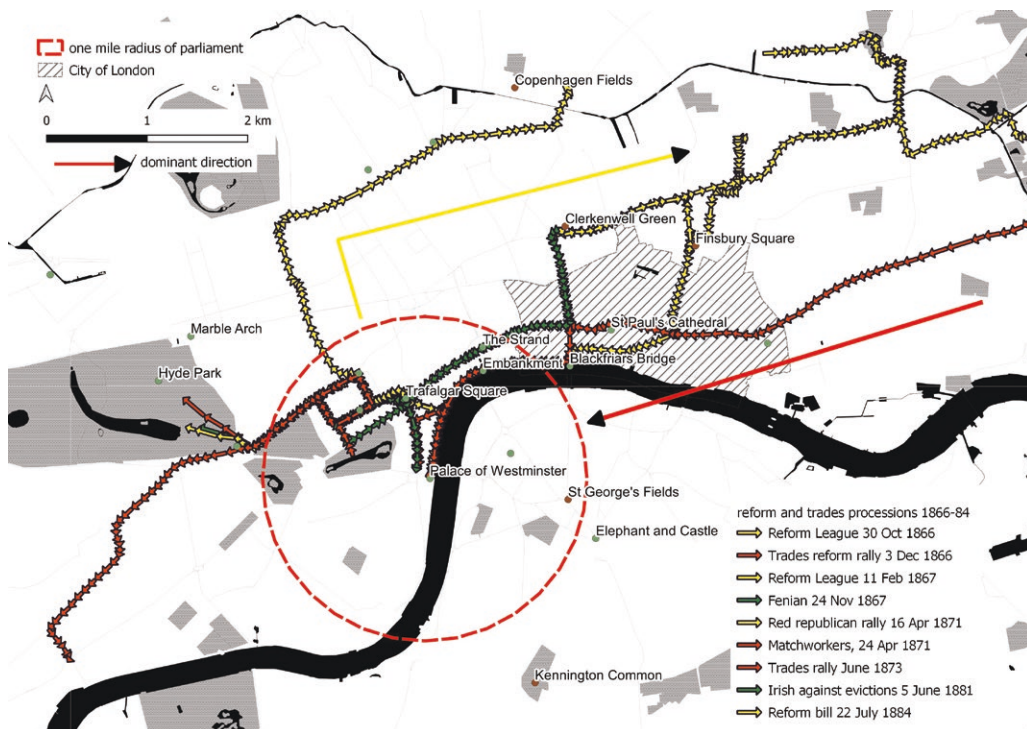 one mile radius of parliament
City of London
0 1 2 km
dominant direction
Copenhagen Fields
Clerkenwell Green
Finsbury Square
Marble Arch
St Paul's Cathedral
The Strand
Blackfriars Bridge
Embankment
Hyde Park
Trafalgar Square
Palace of Westminster
St George's Fields
Elephant and Castle
Kennington Common
reform and trades processions 1866-84
Reform League 30 Oct 1866
Trades reform rally 3 Dec 1866
Reform League 11 Feb 1867
Fenian 24 Nov 1867
Red republican rally 16 Apr 1871
Matchworkers, 24 Apr 1871
Trades rally June 1873
Irish against evictions 5 June 1881
Reform bill 22 July 1884